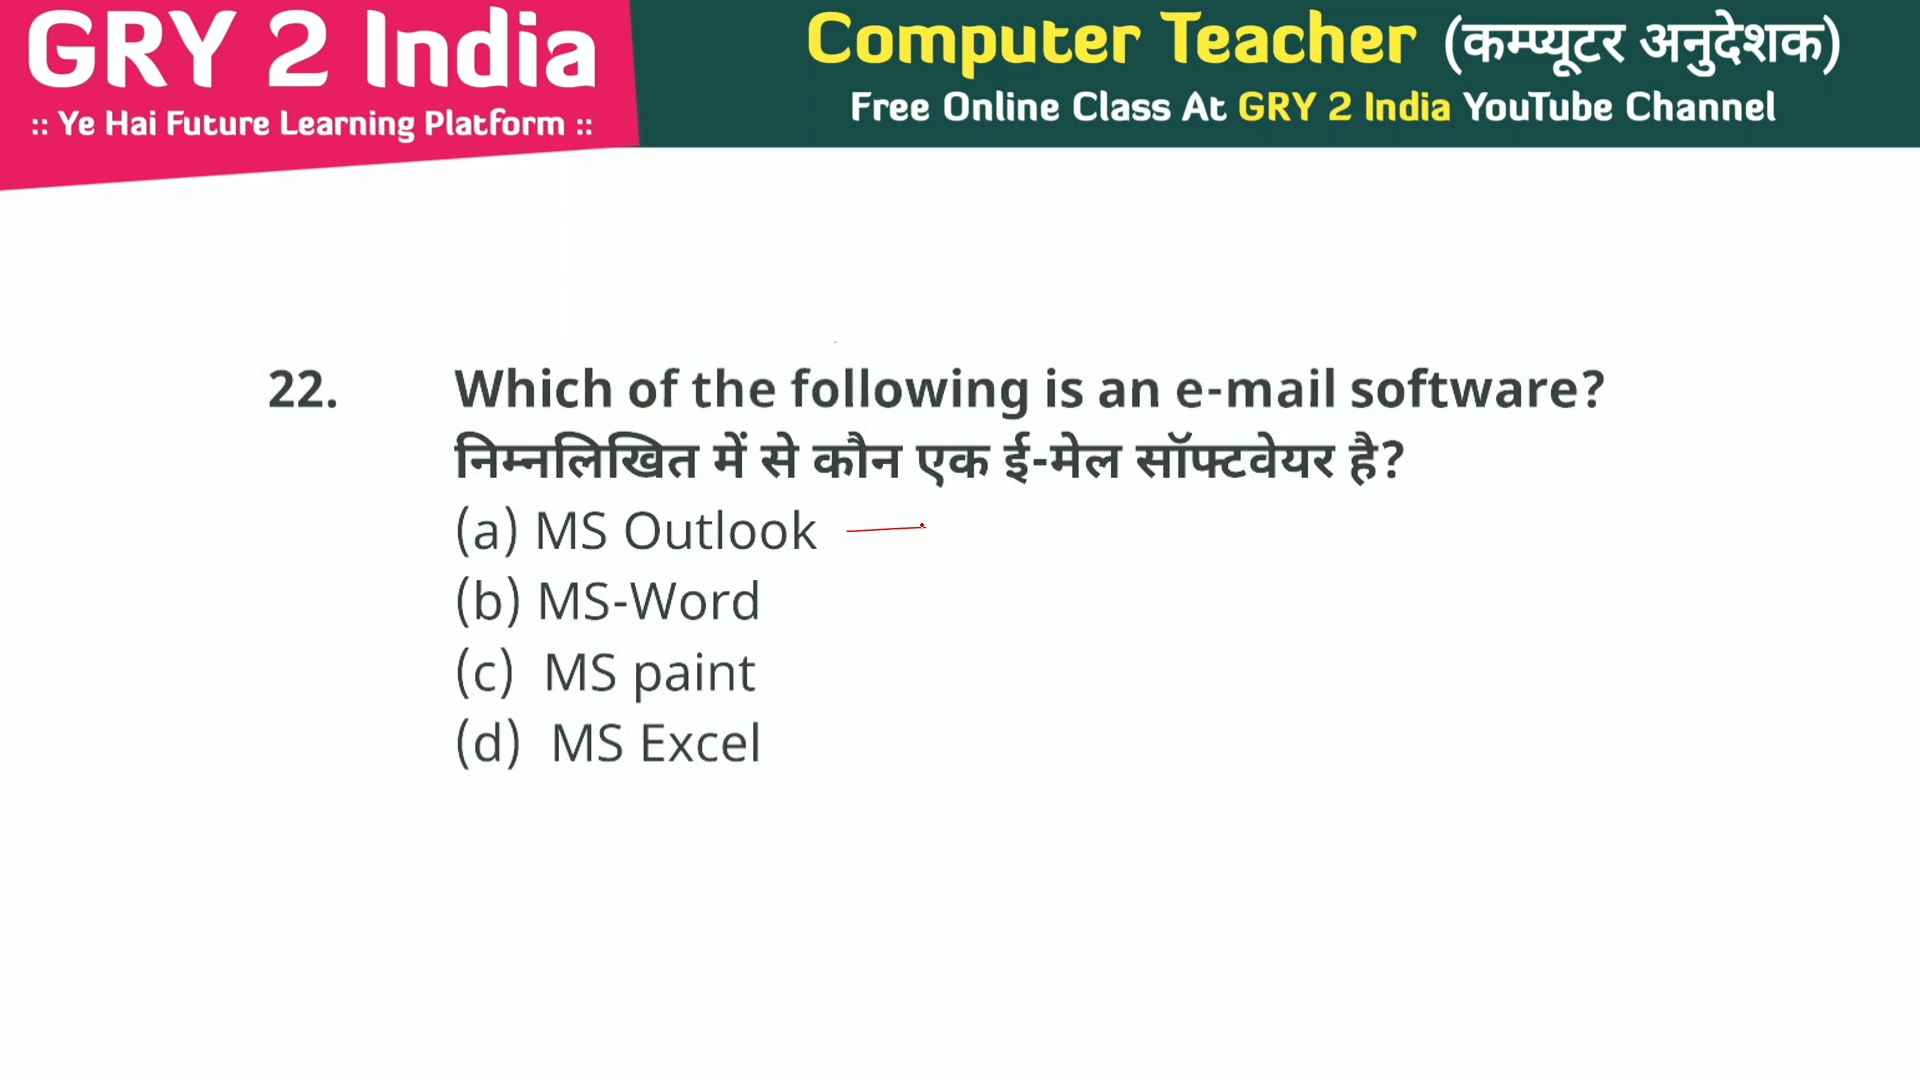 GRY 2 India
:: Ye Hai Future Learning Platform ::
Computer Teacher (कम्प्यूटर अनुदेशक)
Free Online Class At GRY 2 India YouTube Channel
22. Which of the following is an e-mail software?
निम्नलिखित में से कौन एक ई-मेल सॉफ्टवेयर है?
(a) MS Outlook
(b) MS-Word
(c) MS paint
(d) MS Excel